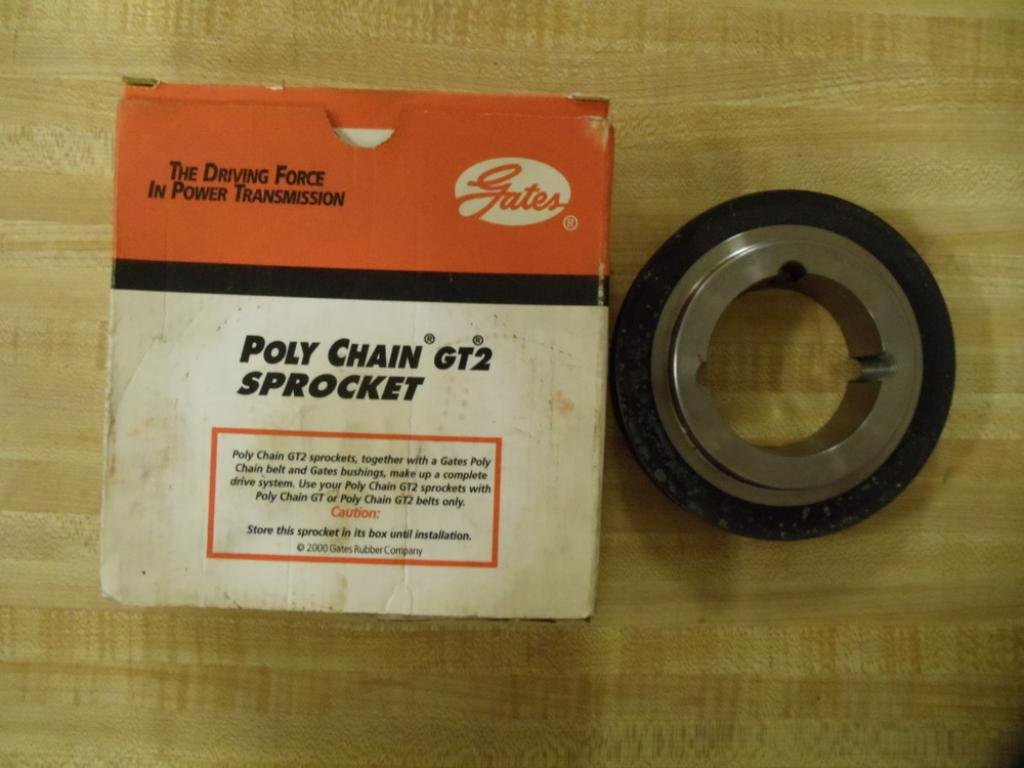 THE DRIVING FORCE
IN POWER TRANSMISSION
Gates®
POLY CHAIN® GT®2
SPROCKET
Poly Chain GT2 sprockets, together with a Gates Poly
Chain belt and Gates bushings, make up a complete
drive system. Use your Poly Chain GT2 sprockets with
Poly Chain GT or Poly Chain GT2 belts only.
Caution:
Store this sprocket in its box until installation.
© 2000 Gates Rubber Company